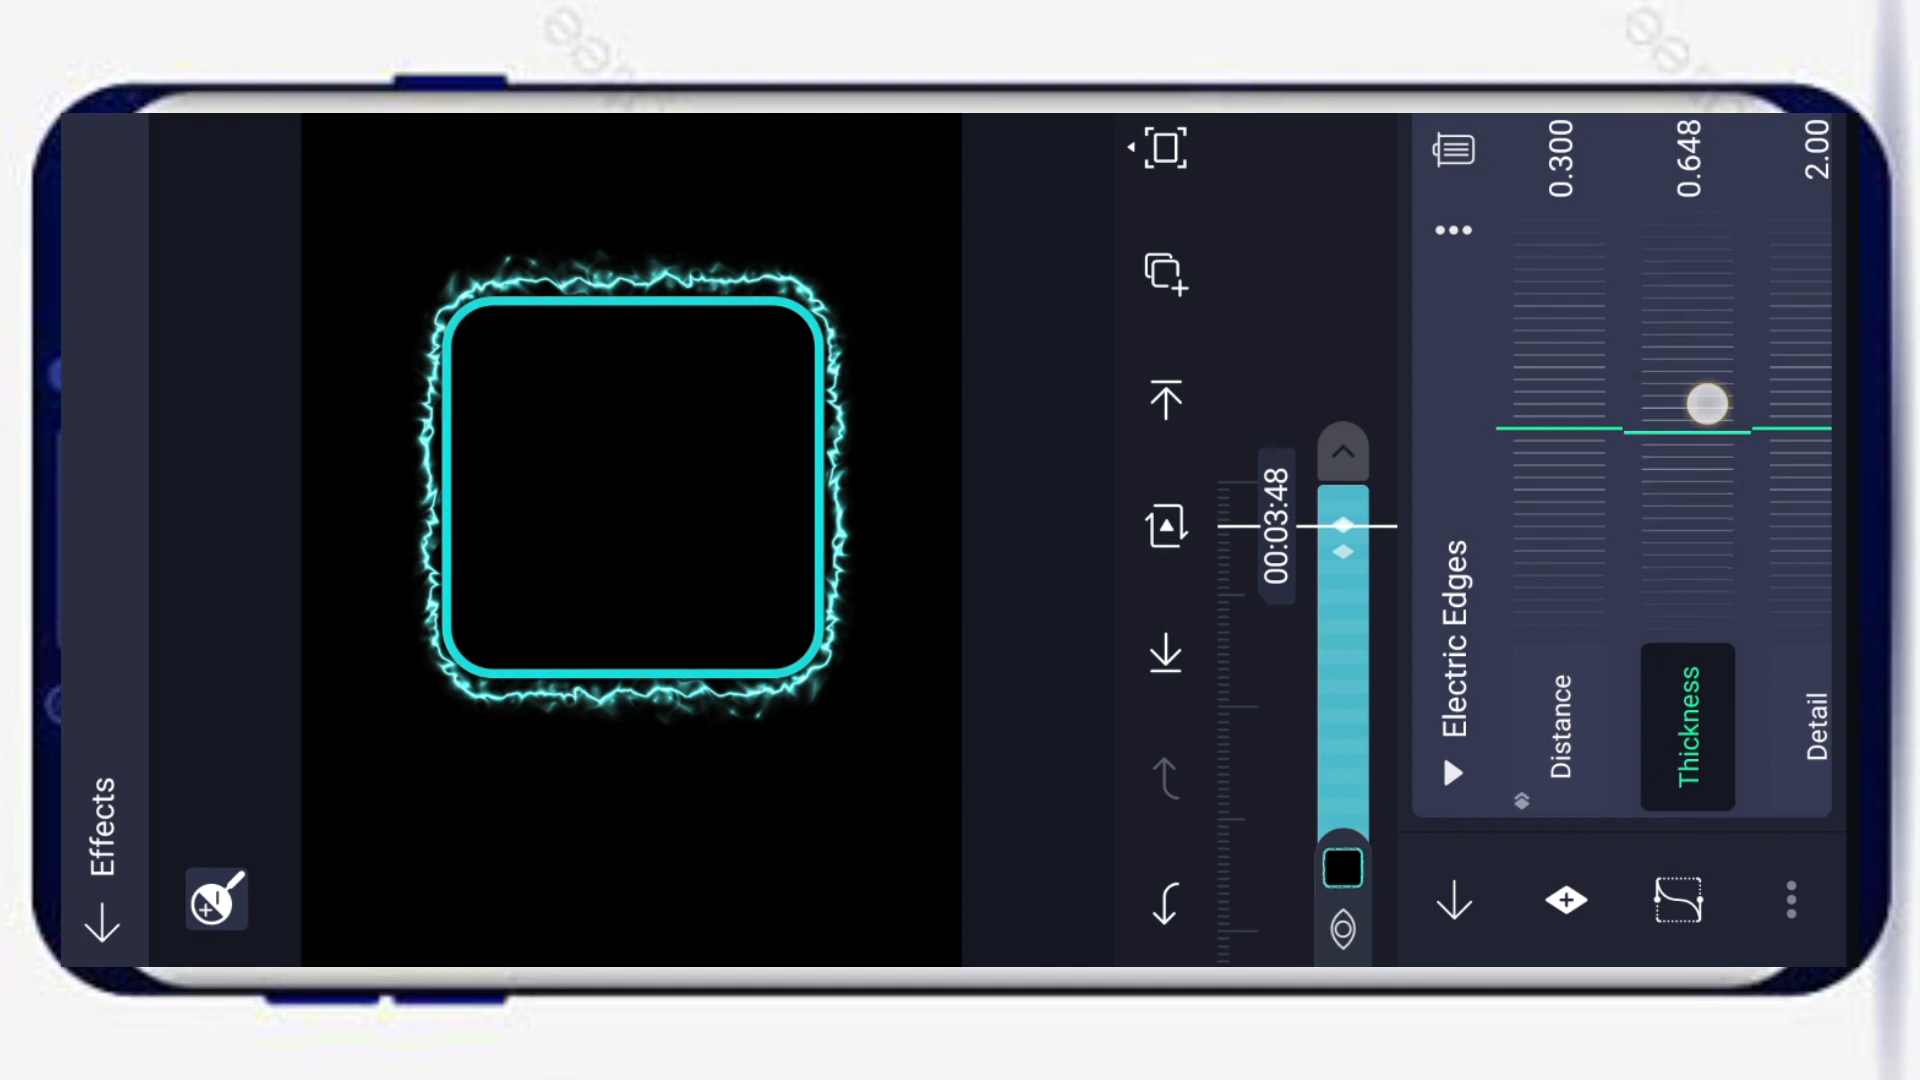 Effects
00:03:48
Electric Edges
Distance
0.300
Thickness
0.648
Detail
2.00